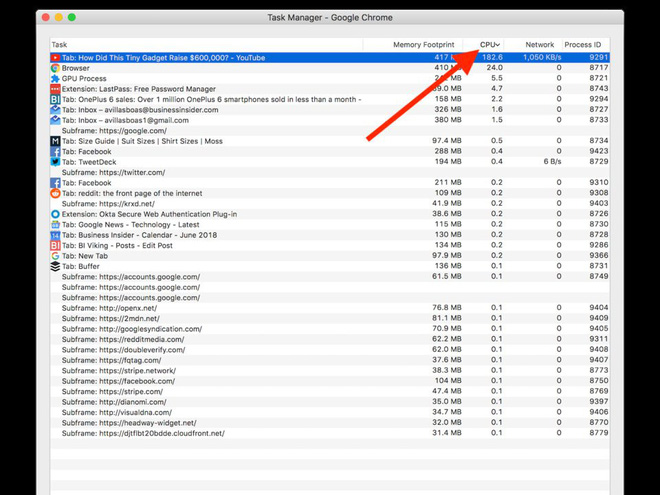 Task Manager - Google Chrome
Task Memory Footprint CPU Network Process ID
Tab: How Did This Tiny Gadget Raise $600,000? - YouTube 417 182.6 1,050 KB/s 9291
Browser 410 24.0 0 8717
GPU Process 5.5 0 8721
Extension: LastPass: Free Password Manager 39.0 MB 4.7 0 8743
BI Tab: OnePlus 6 sales: Over 1 million OnePlus 6 smartphones sold in less than a month - 158 MB 2.2 0 9294
Tab: Inbox – avillasboas@businessinsider.com 326 MB 1.6 0 8727
Tab: Inbox – avillasboas1@gmail.com 380 MB 1.5 0 8733
Subframe: https://google.com/
M Tab: Size Guide | Suit Sizes | Shirt Sizes | Moss 97.4 MB 0.5 0 8734
Tab: Facebook 288 MB 0.4 0 9423
Tab: TweetDeck 194 MB 0.4 6 B/s 8729
Subframe: https://twitter.com/
Tab: Facebook 211 MB 0.2 0 9310
Tab: reddit: the front page of the internet 109 MB 0.2 0 9308
Subframe: https://krxd.net/ 41.9 MB 0.2 0 9403
Extension: Okta Secure Web Authentication Plug-in 38.6 MB 0.2 0 8726
Tab: Google News - Technology - Latest 115 MB 0.2 0 8730
Tab: Business Insider - Calendar - June 2018 130 MB 0.2 0 8728
BI Tab: BI Viking - Posts - Edit Post 134 MB 0.2 0 9286
Tab: New Tab 97.9 MB 0.2 0 9366
Tab: Buffer 136 MB 0.1 0 8731
Subframe: https://accounts.google.com/ 61.5 MB 0.1 0 8749
Subframe: https://accounts.google.com/
Subframe: https://accounts.google.com/
Subframe: http://openx.net/ 76.8 MB 0.1 0 9404
Subframe: https://2mdn.net/ 81.1 MB 0.1 0 9409
Subframe: http://googlesyndication.com/ 70.9 MB 0.1 0 9405
Subframe: https://redditmedia.com/ 62.2 MB 0.1 0 9311
Subframe: https://doubleverify.com/ 62.0 MB 0.1 0 9408
Subframe: https://fqtag.com/ 37.6 MB 0.1 0 9407
Subframe: https://stripe.network/ 38.3 MB 0.1 0 8773
Subframe: https://facebook.com/ 104 MB 0.1 0 8750
Subframe: https://stripe.com/ 47.4 MB 0.1 0 8769
Subframe: http://dianomi.com/ 35.0 MB 0.1 0 9397
Subframe: http://visualdna.com/ 34.7 MB 0.1 0 9406
Subframe: https://headway-widget.net/ 32.0 MB 0.1 0 8770
Subframe: https://djtflbt20bdde.cloudfront.net/ 31.4 MB 0.1 0 8779